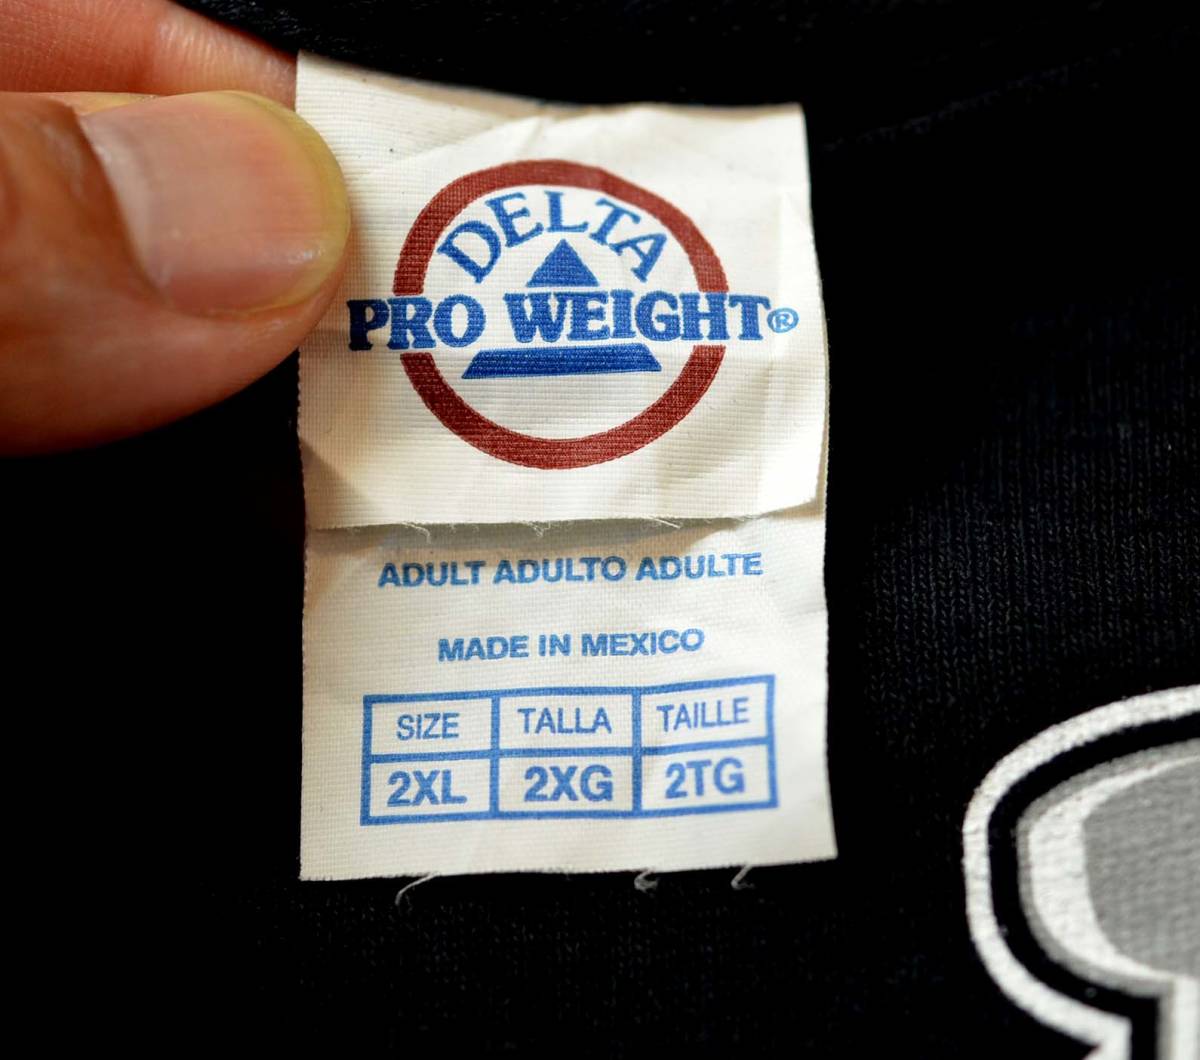 DELTA
PRO WEIGHT®
ADULT ADULTO ADULTE
MADE IN MEXICO
SIZE TALLA TAILLE
2XL 2XG 2TG